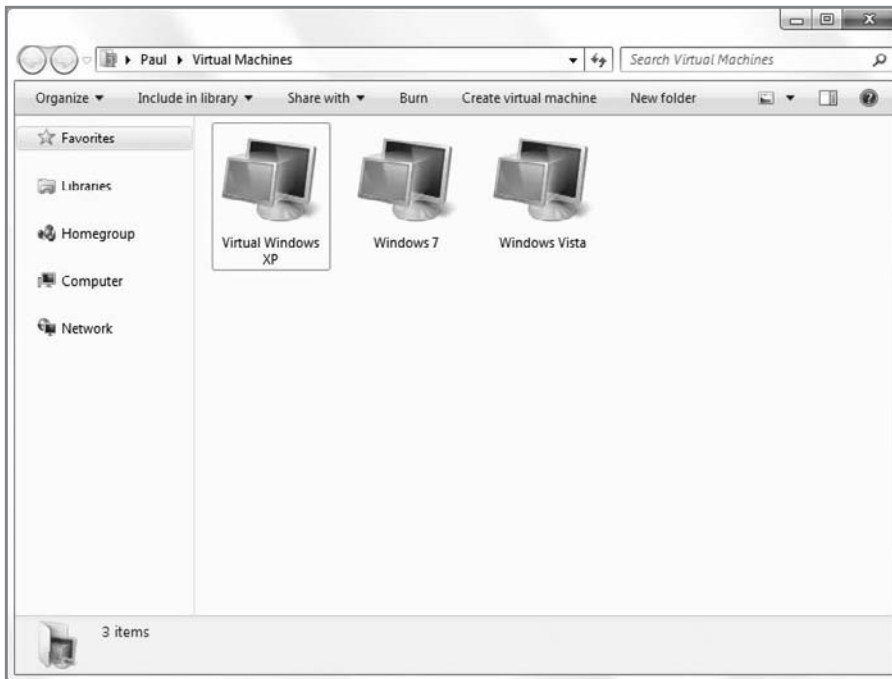 Paul Virtual Machines
Search Virtual Machines
Organize Include in library Share with Burn Create virtual machine New folder
Favorites
Libraries
Homegroup
Computer
Network
Virtual Windows
XP
Windows 7
Windows Vista
3 items